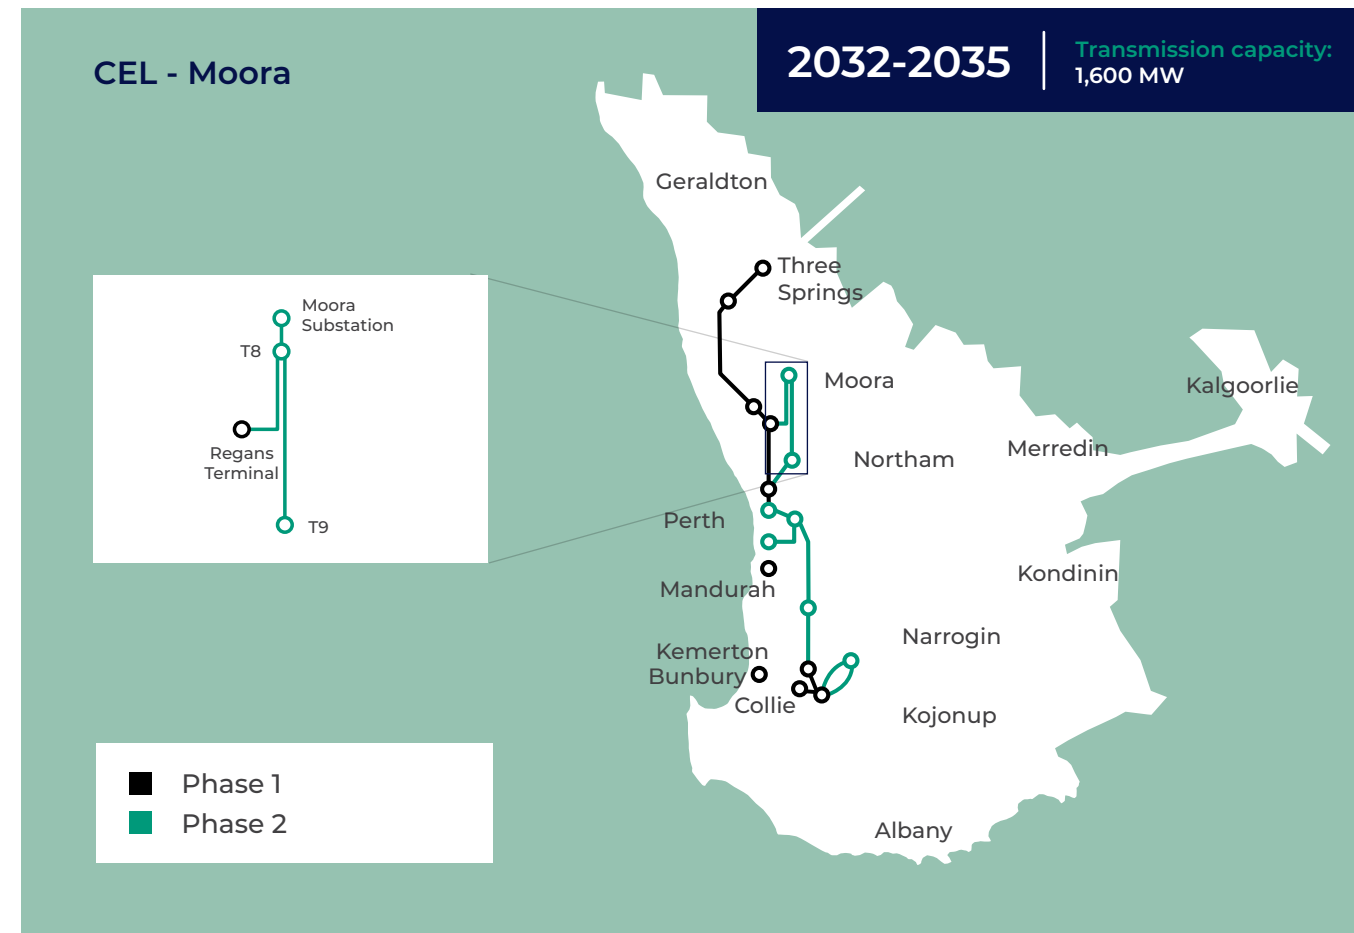 CEL - Moora
2032-2035
Transmission capacity:
1,600 MW
Geraldton
Three
Springs
Moora
Substation
T8
Regans
Terminal
T9
Moora
Kalgoorlie
Northam
Merredin
Perth
Kondinin
Mandurah
Narrogin
Kemerton
Bunbury
Collie
Kojonup
Albany
Phase 1
Phase 2